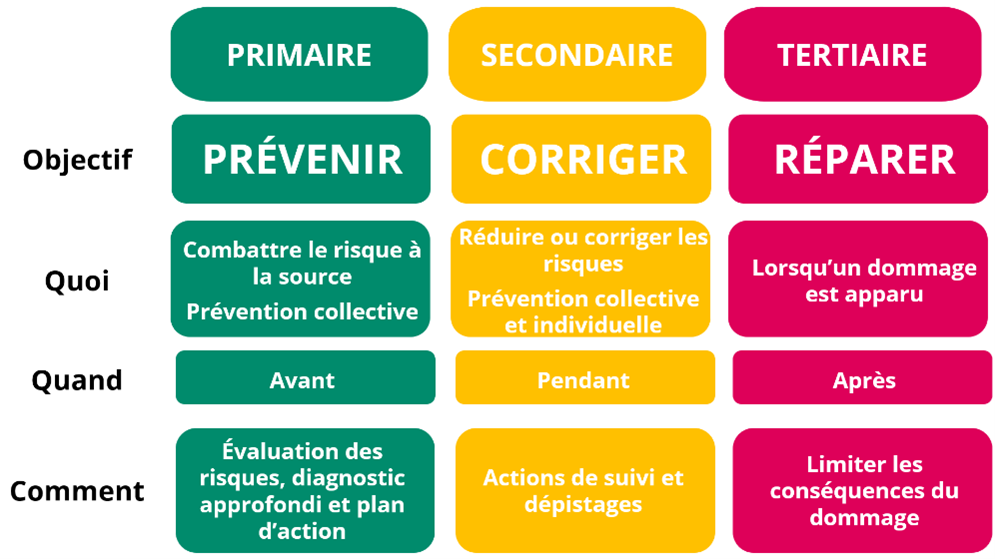 PRIMAIRE
SECONDAIRE
TERTIAIRE
Objectif
PRÉVENIR
CORRIGER
RÉPARER
Quoi
Combattre le risque à
la source
Prévention collective
Réduire ou corriger les
risques
Prévention collective
et individuelle
Lorsqu’un dommage
est apparu
Quand
Avant
Pendant
Après
Comment
Évaluation des
risques, diagnostic
approfondi et plan
d’action
Actions de suivi et
dépistages
Limiter les
conséquences du
dommage